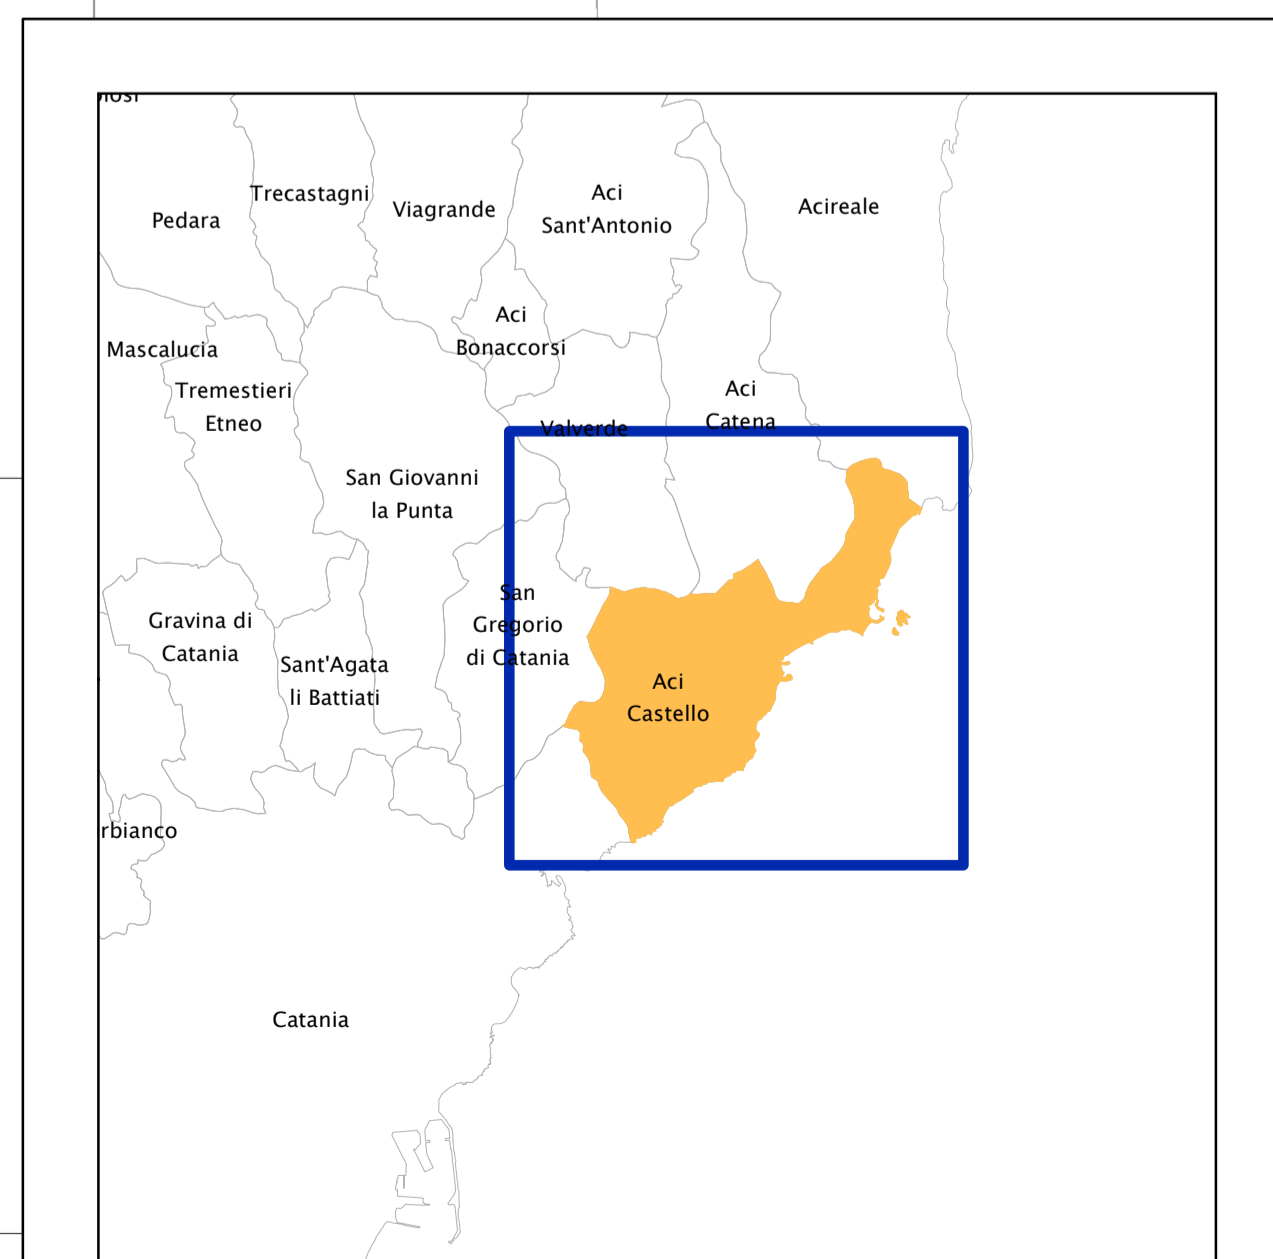 Trecastagni
Pedara
Viagrande
Aci
Sant'Antonio
Acireale
Aci
Bonaccorsi
Mascalucia
Tremestieri
Etneo
Aci
Catena
Valverde
San Giovanni
la Punta
San
Gregorio
di Catania
Gravina di
Catania
Sant'Agata
li Battiati
Aci
Castello
rbianco
Catania